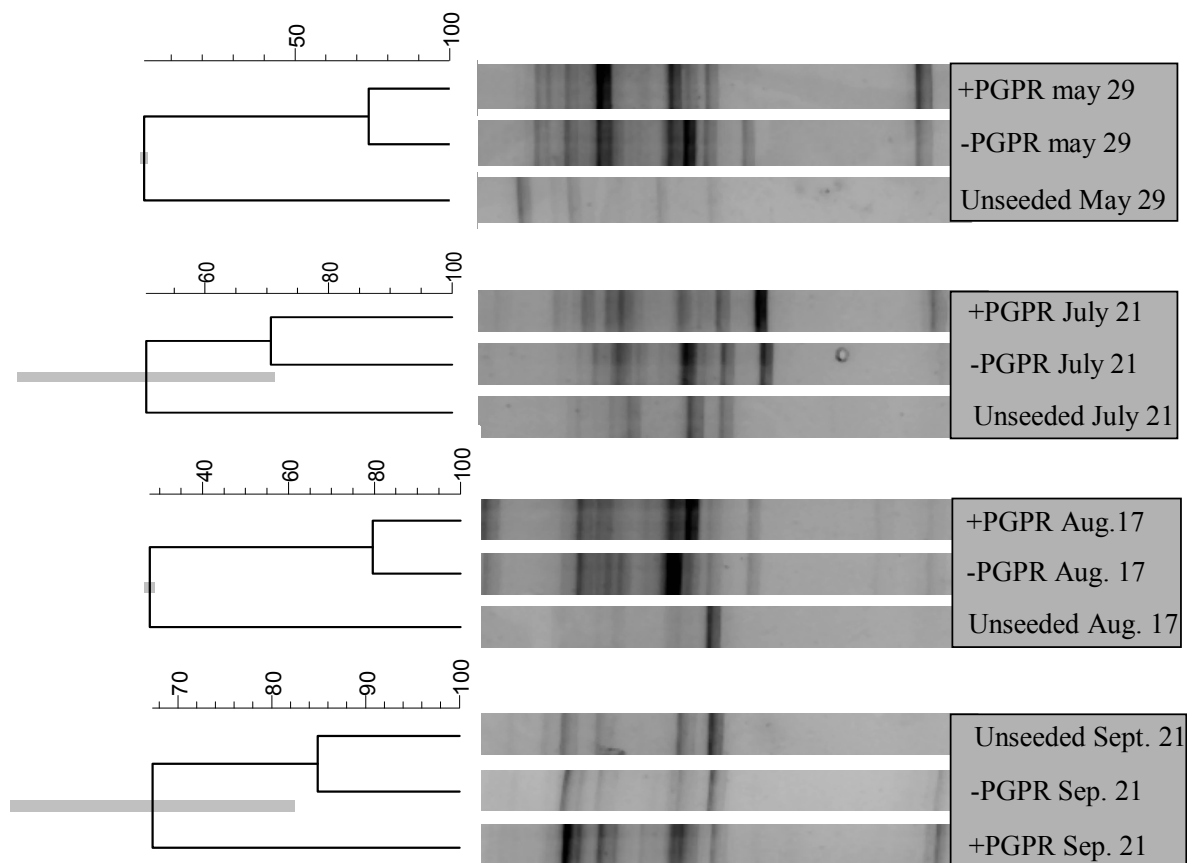 50 100
+PGPR may 29
-PGPR may 29
Unseeded May 29
60 80 100
+PGPR July 21
-PGPR July 21
Unseeded July 21
40 60 80 100
+PGPR Aug.17
-PGPR Aug. 17
Unseeded Aug. 17
70 80 90 100
Unseeded Sept. 21
-PGPR Sep. 21
+PGPR Sep. 21